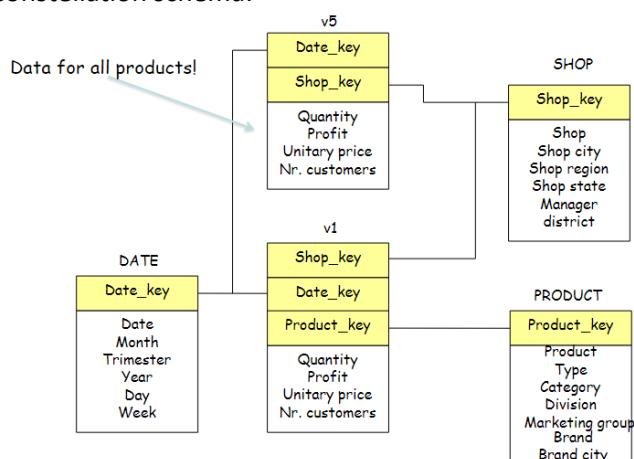 constellation schema.
v5
Date_key
Shop_key
Quantity
Profit
Unitary price
Nr. customers
Data for all products!
SHOP
Shop_key
Shop
Shop city
Shop region
Shop state
Manager
district
v1
Shop_key
Date_key
Product_key
Quantity
Profit
Unitary price
Nr. customers
DATE
Date_key
Date
Month
Trimester
Year
Day
Week
PRODUCT
Product_key
Product
Type
Category
Division
Marketing group
Brand
Brand city